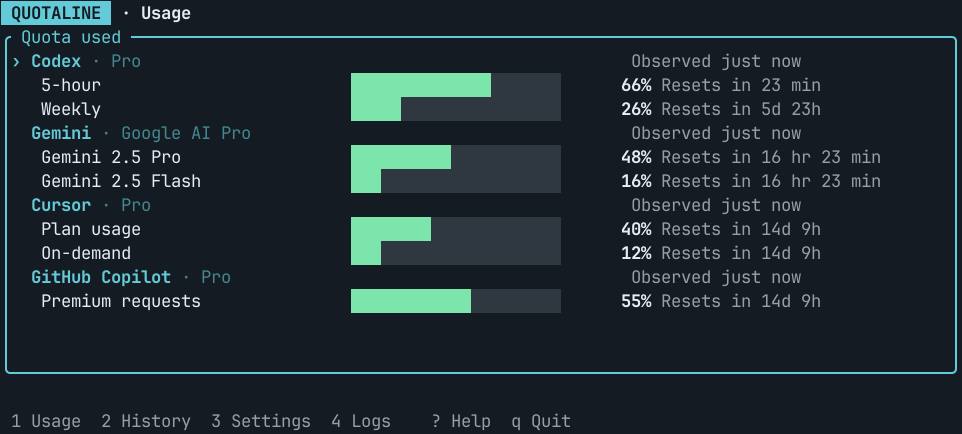 QUOTALINE · Usage
Quota used
› Codex · Pro Observed just now
5-hour 66% Resets in 23 min
Weekly 26% Resets in 5d 23h
Gemini · Google AI Pro Observed just now
Gemini 2.5 Pro 48% Resets in 16 hr 23 min
Gemini 2.5 Flash 16% Resets in 16 hr 23 min
Cursor · Pro Observed just now
Plan usage 40% Resets in 14d 9h
On-demand 12% Resets in 14d 9h
GitHub Copilot · Pro Observed just now
Premium requests 55% Resets in 14d 9h
1 Usage 2 History 3 Settings 4 Logs ? Help q Quit